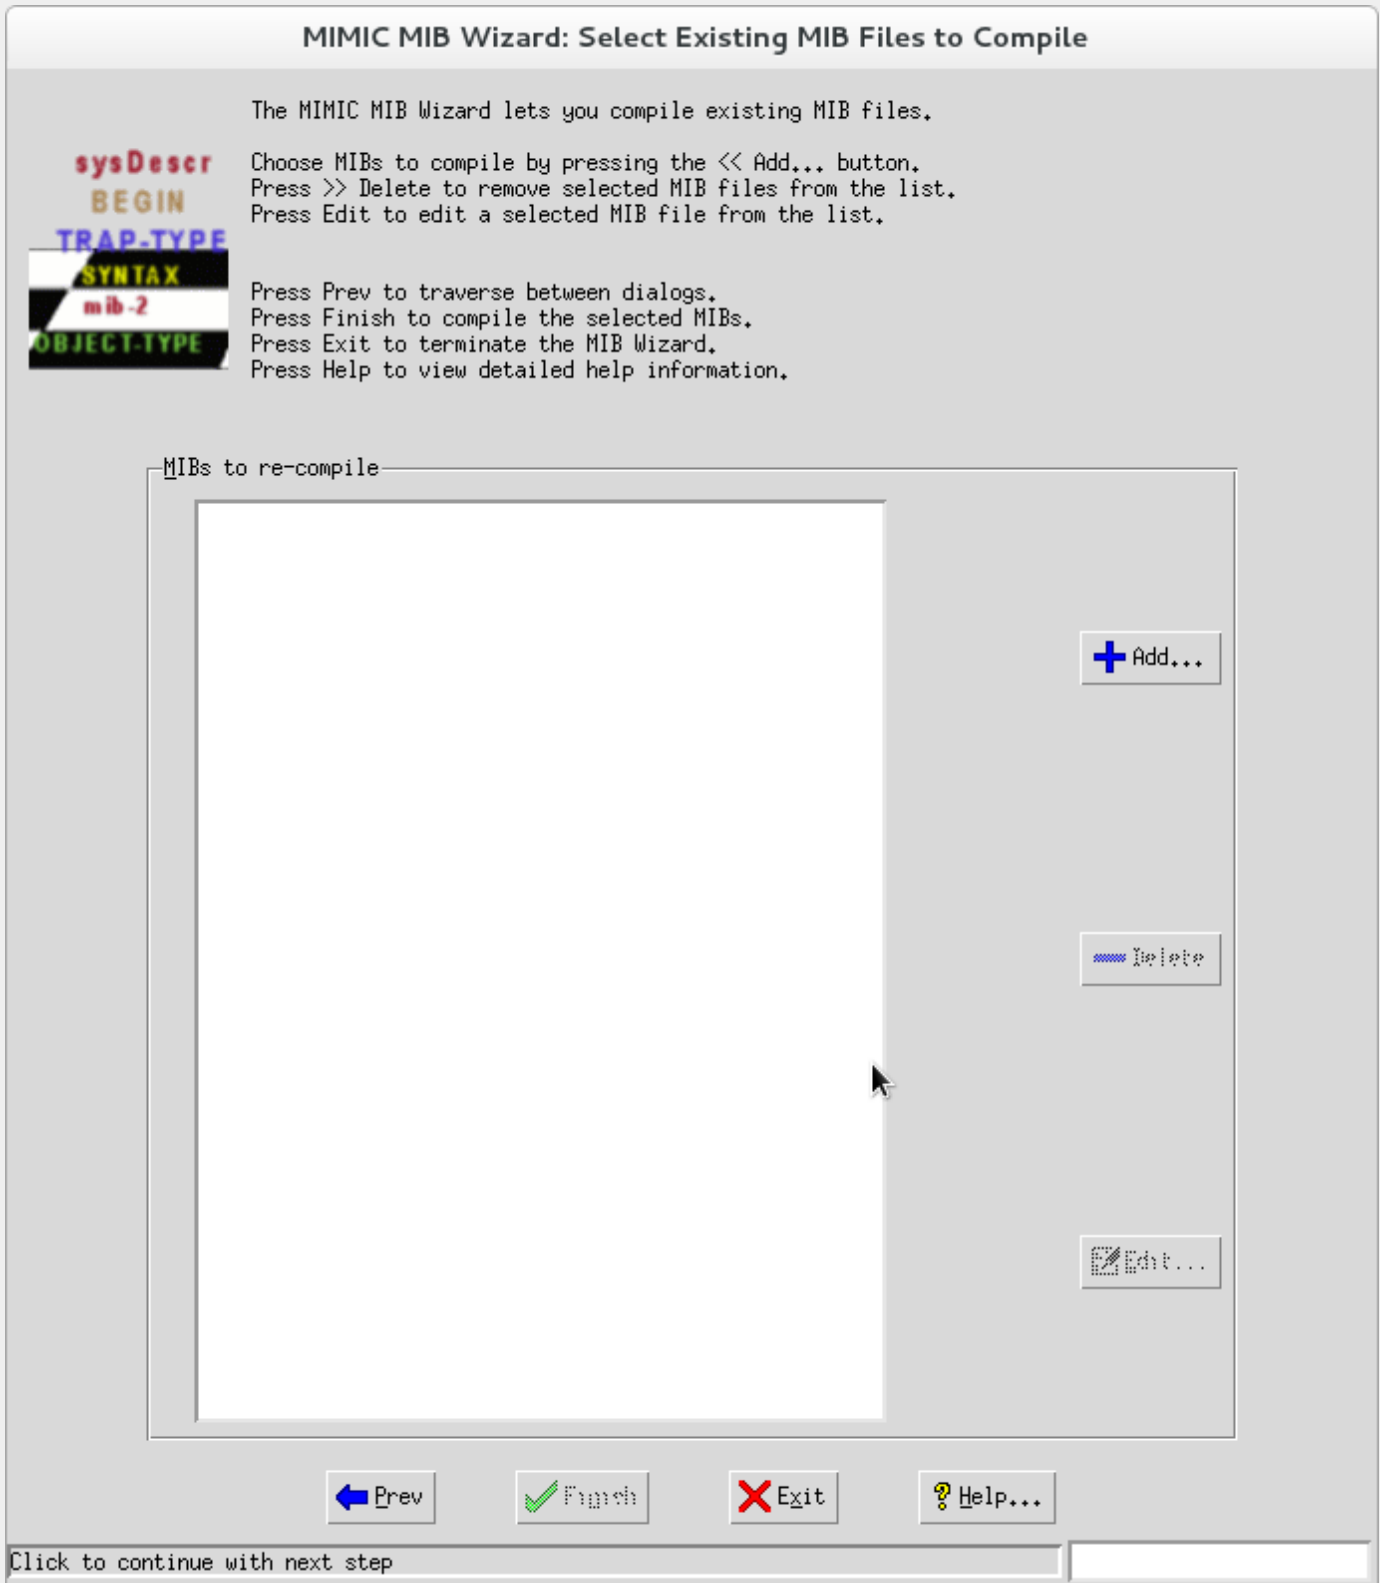 MIMIC MIB Wizard: Select Existing MIB Files to Compile
The MIMIC MIB Wizard lets you compile existing MIB files.
Choose MIBs to compile by pressing the << Add... button.
Press >> Delete to remove selected MIB files from the list.
Press Edit to edit a selected MIB file from the list.
sysDescr
BEGIN
TRAP-TYPE
SYNTAX
mib-2
OBJECT-TYPE
Press Prev to traverse between dialogs.
Press Finish to compile the selected MIBs.
Press Exit to terminate the MIB Wizard.
Press Help to view detailed help information.
MIBs to re-compile
Add...
Delete
Edit...
Prev
Finish
Exit
Help...
Click to continue with next step